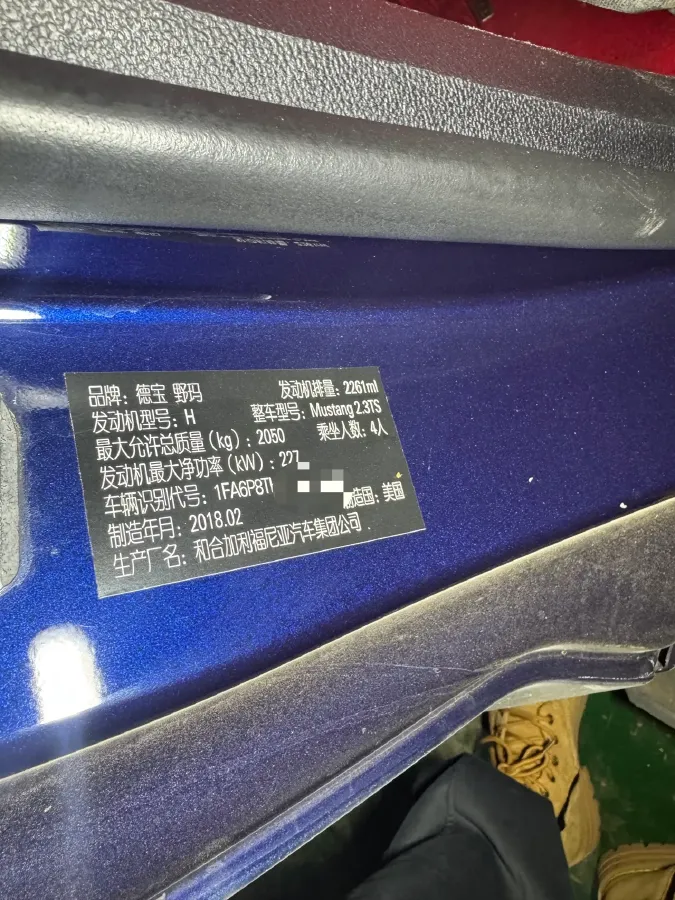 品牌：德宝 野玛 发动机排量：2261ml
发动机型号：H 整车型号：Mustang 2.3TS
最大允许总质量（kg）：2050 乘坐人数：4人
发动机最大净功率（kW）：227
车辆识别代号：1FA6P8T 制造国：美国
制造年月：2018.02
生产厂名：和合加利福尼亚汽车集团公司